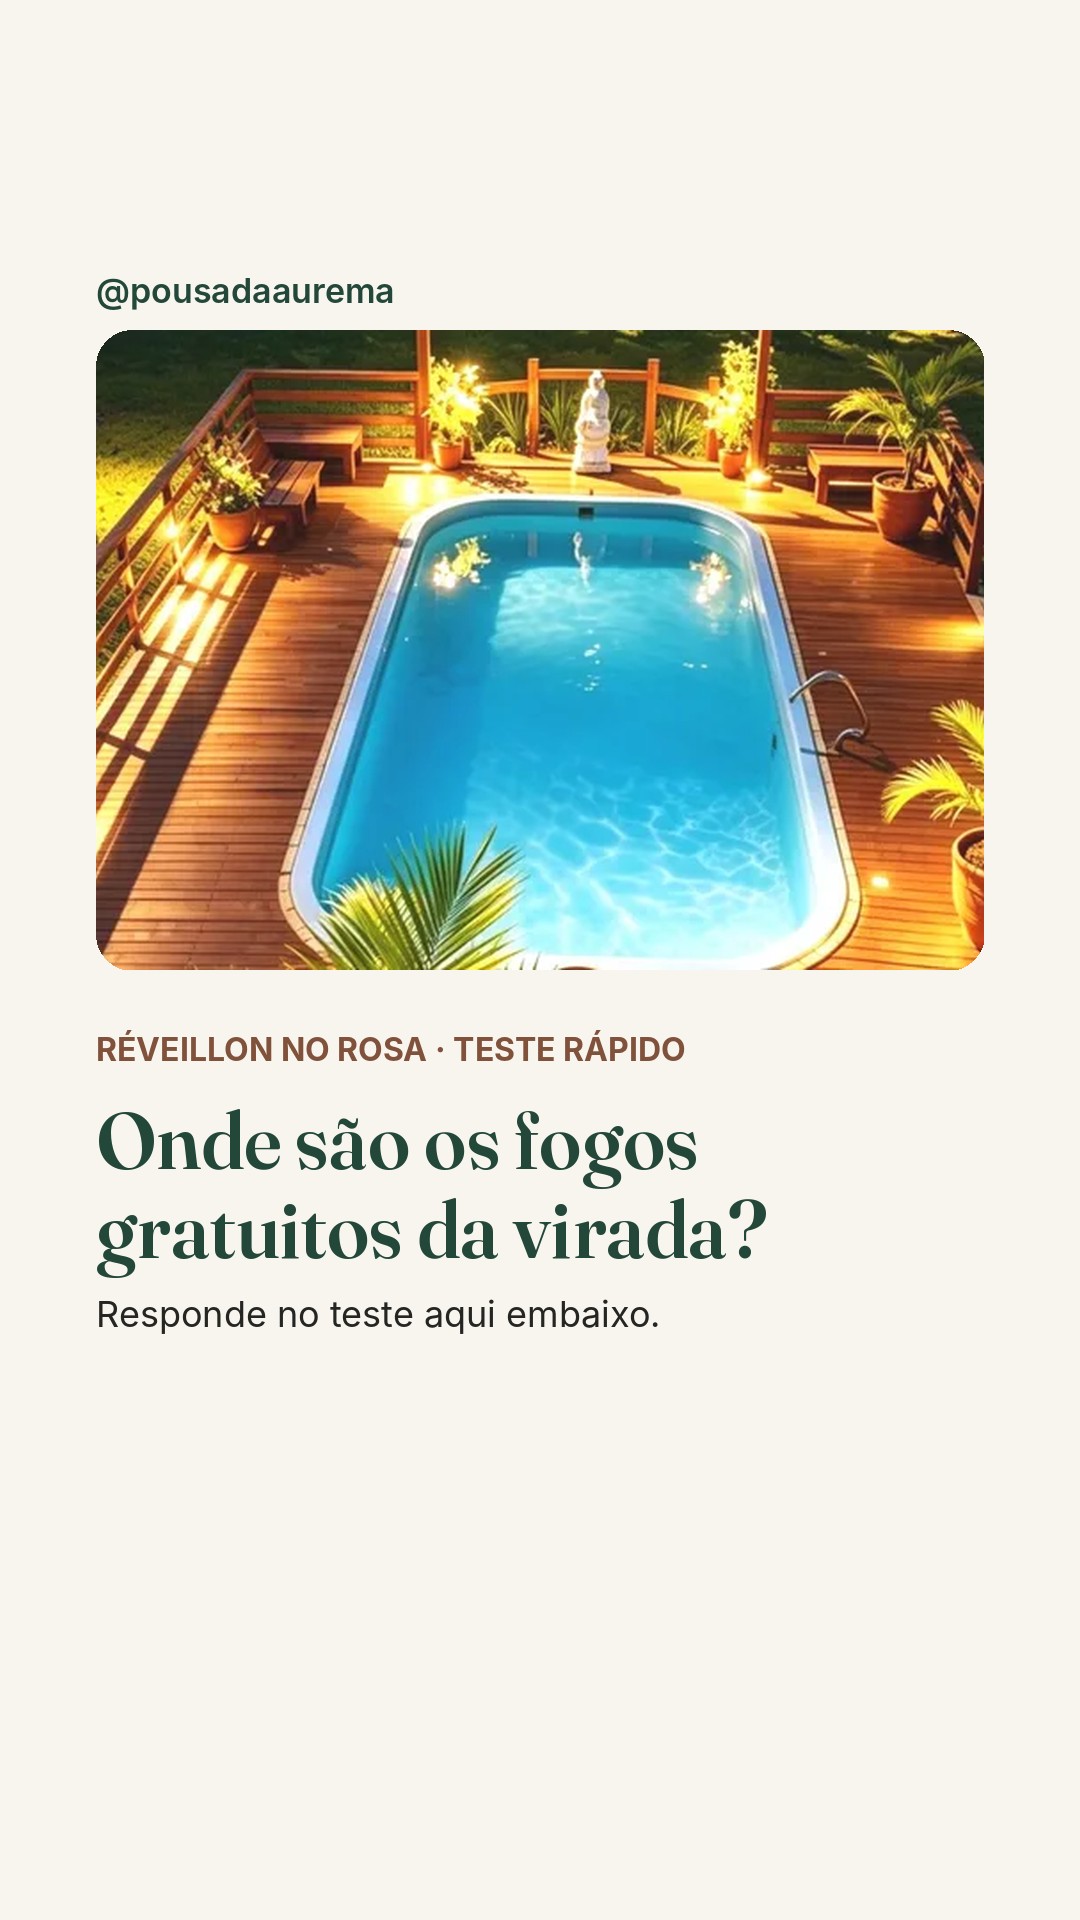 @pousadaaurema
RÉVEILLON NO ROSA · TESTE RÁPIDO
Onde são os fogos
gratuitos da virada?
Responde no teste aqui embaixo.